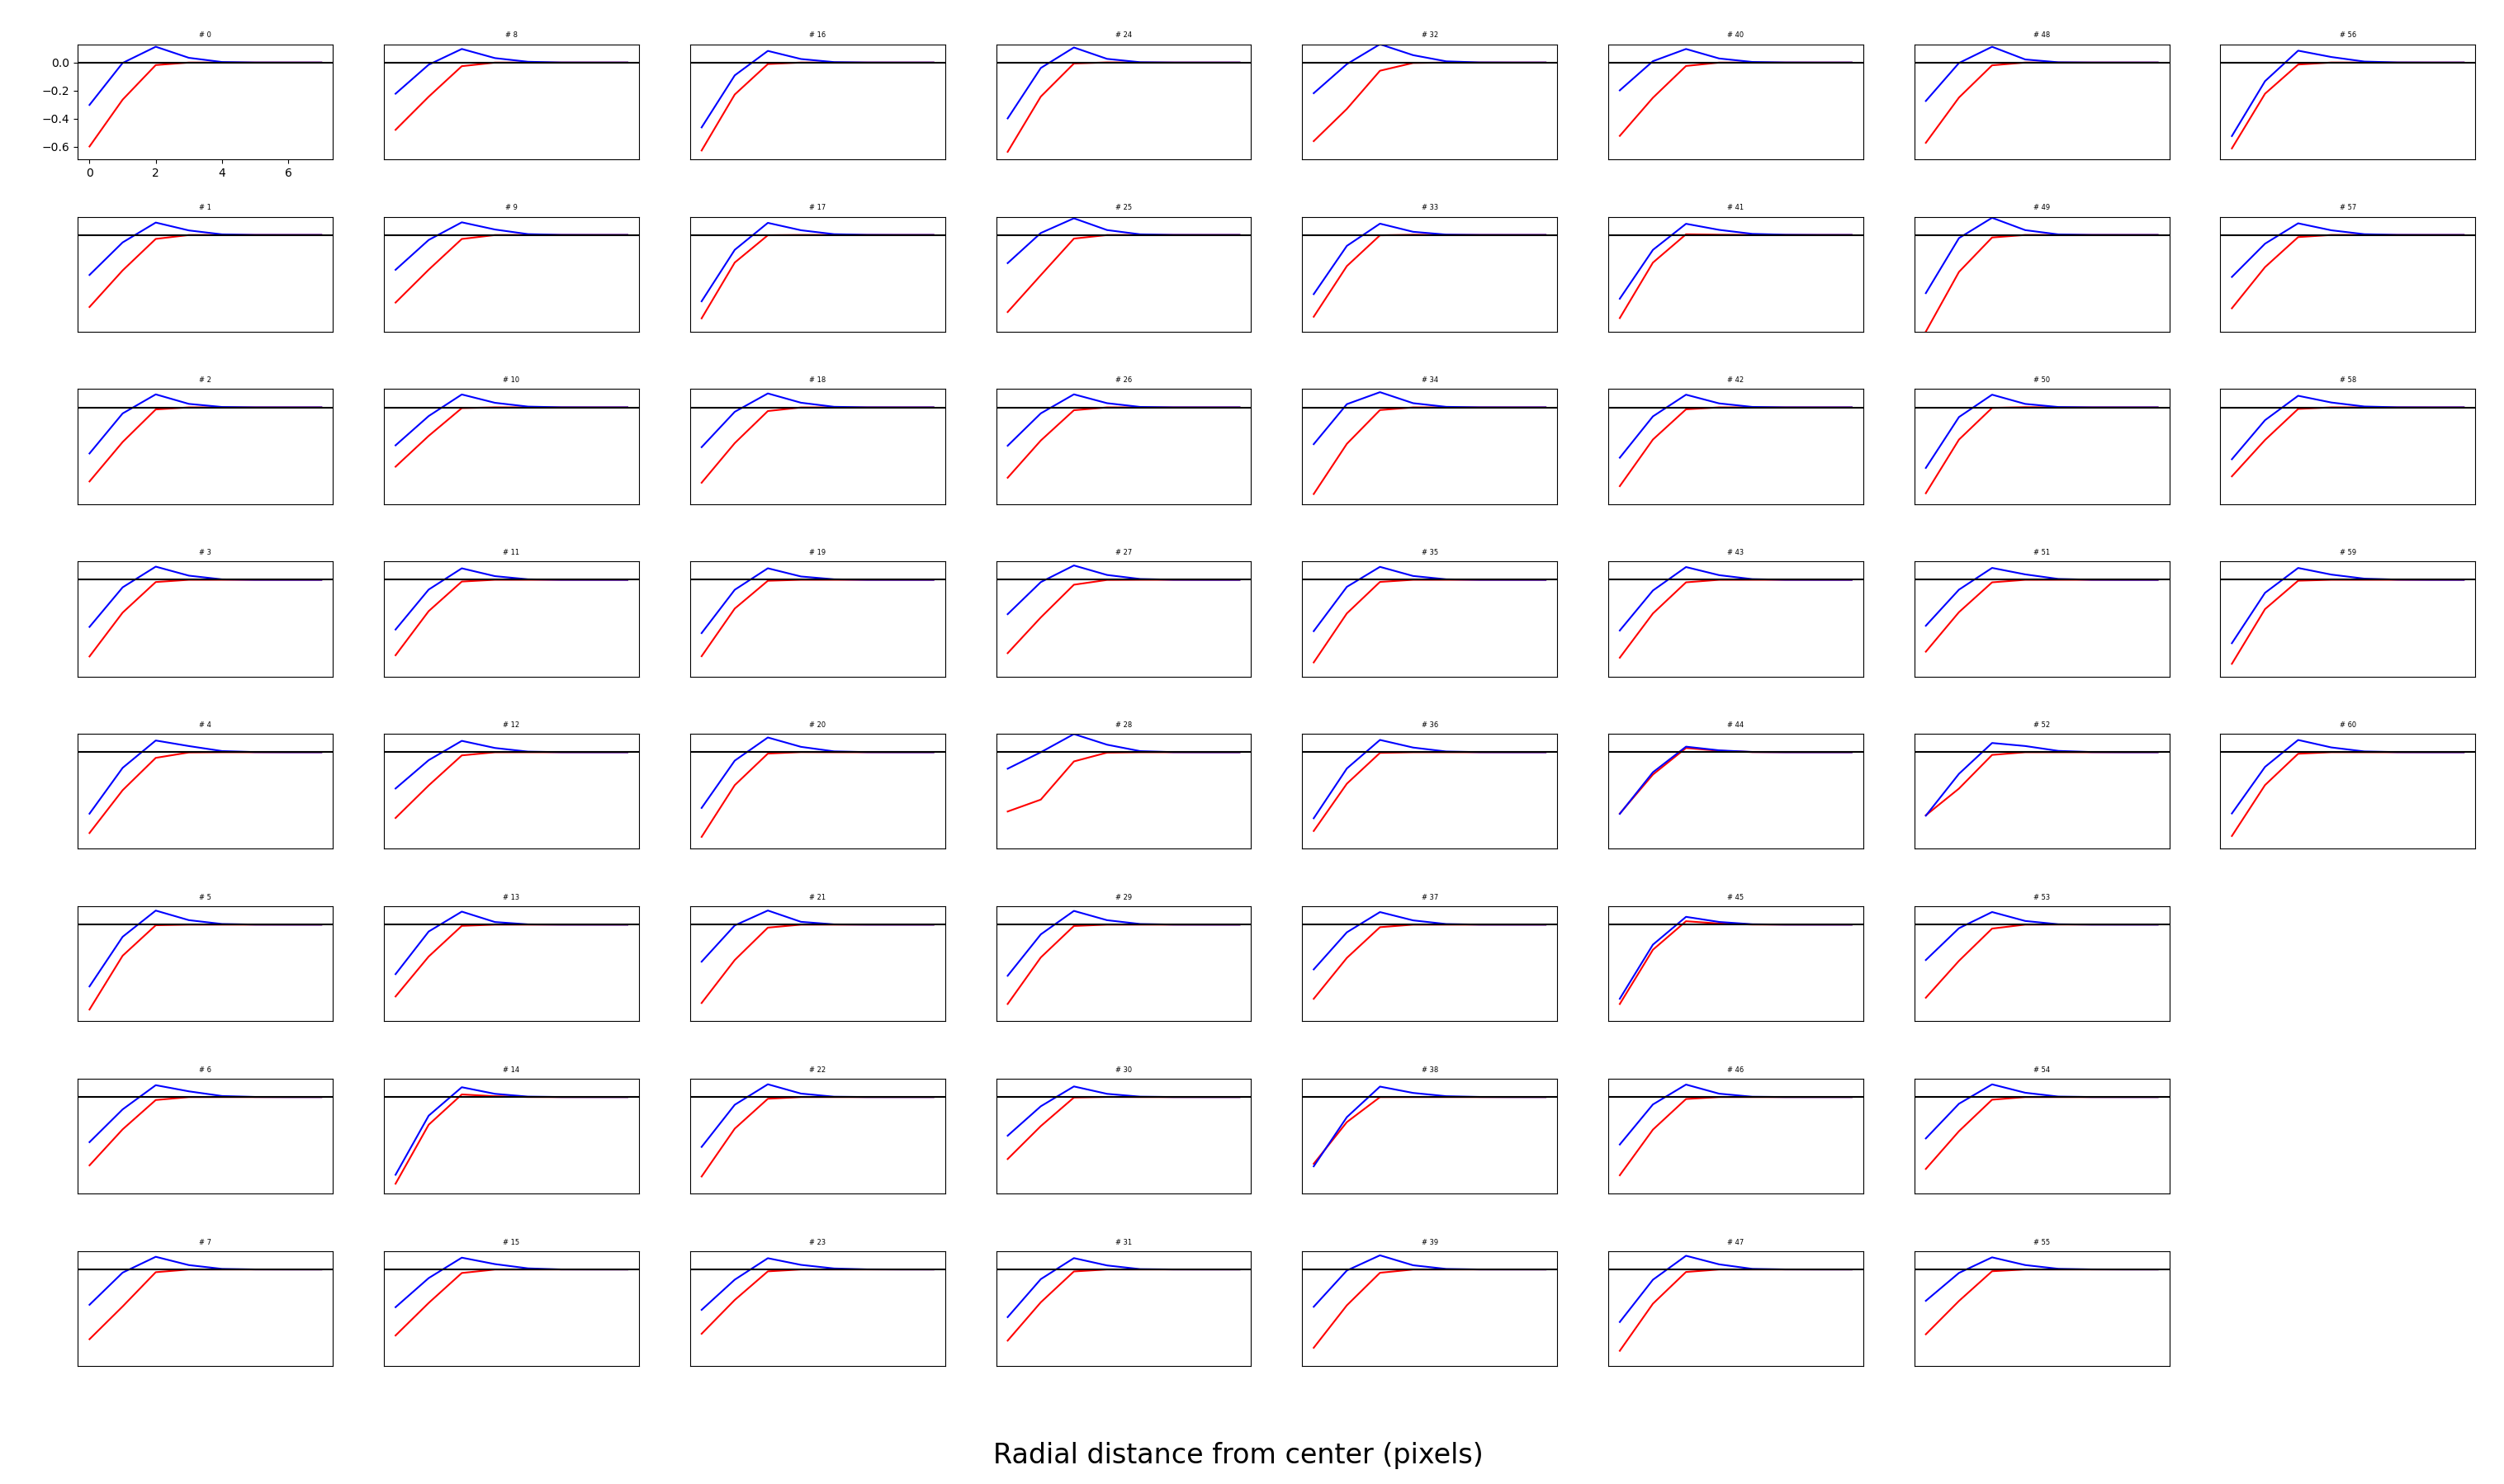 # 0 # 8 # 16 # 24 # 32 # 40 # 48 # 56
0.0
−0.2
−0.4
−0.6
0 2 4 6
# 1 # 9 # 17 # 25 # 33 # 41 # 49 # 57
# 2 # 10 # 18 # 26 # 34 # 42 # 50 # 58
# 3 # 11 # 19 # 27 # 35 # 43 # 51 # 59
# 4 # 12 # 20 # 28 # 36 # 44 # 52 # 60
# 5 # 13 # 21 # 29 # 37 # 45 # 53
# 6 # 14 # 22 # 30 # 38 # 46 # 54
# 7 # 15 # 23 # 31 # 39 # 47 # 55
Radial distance from center (pixels)